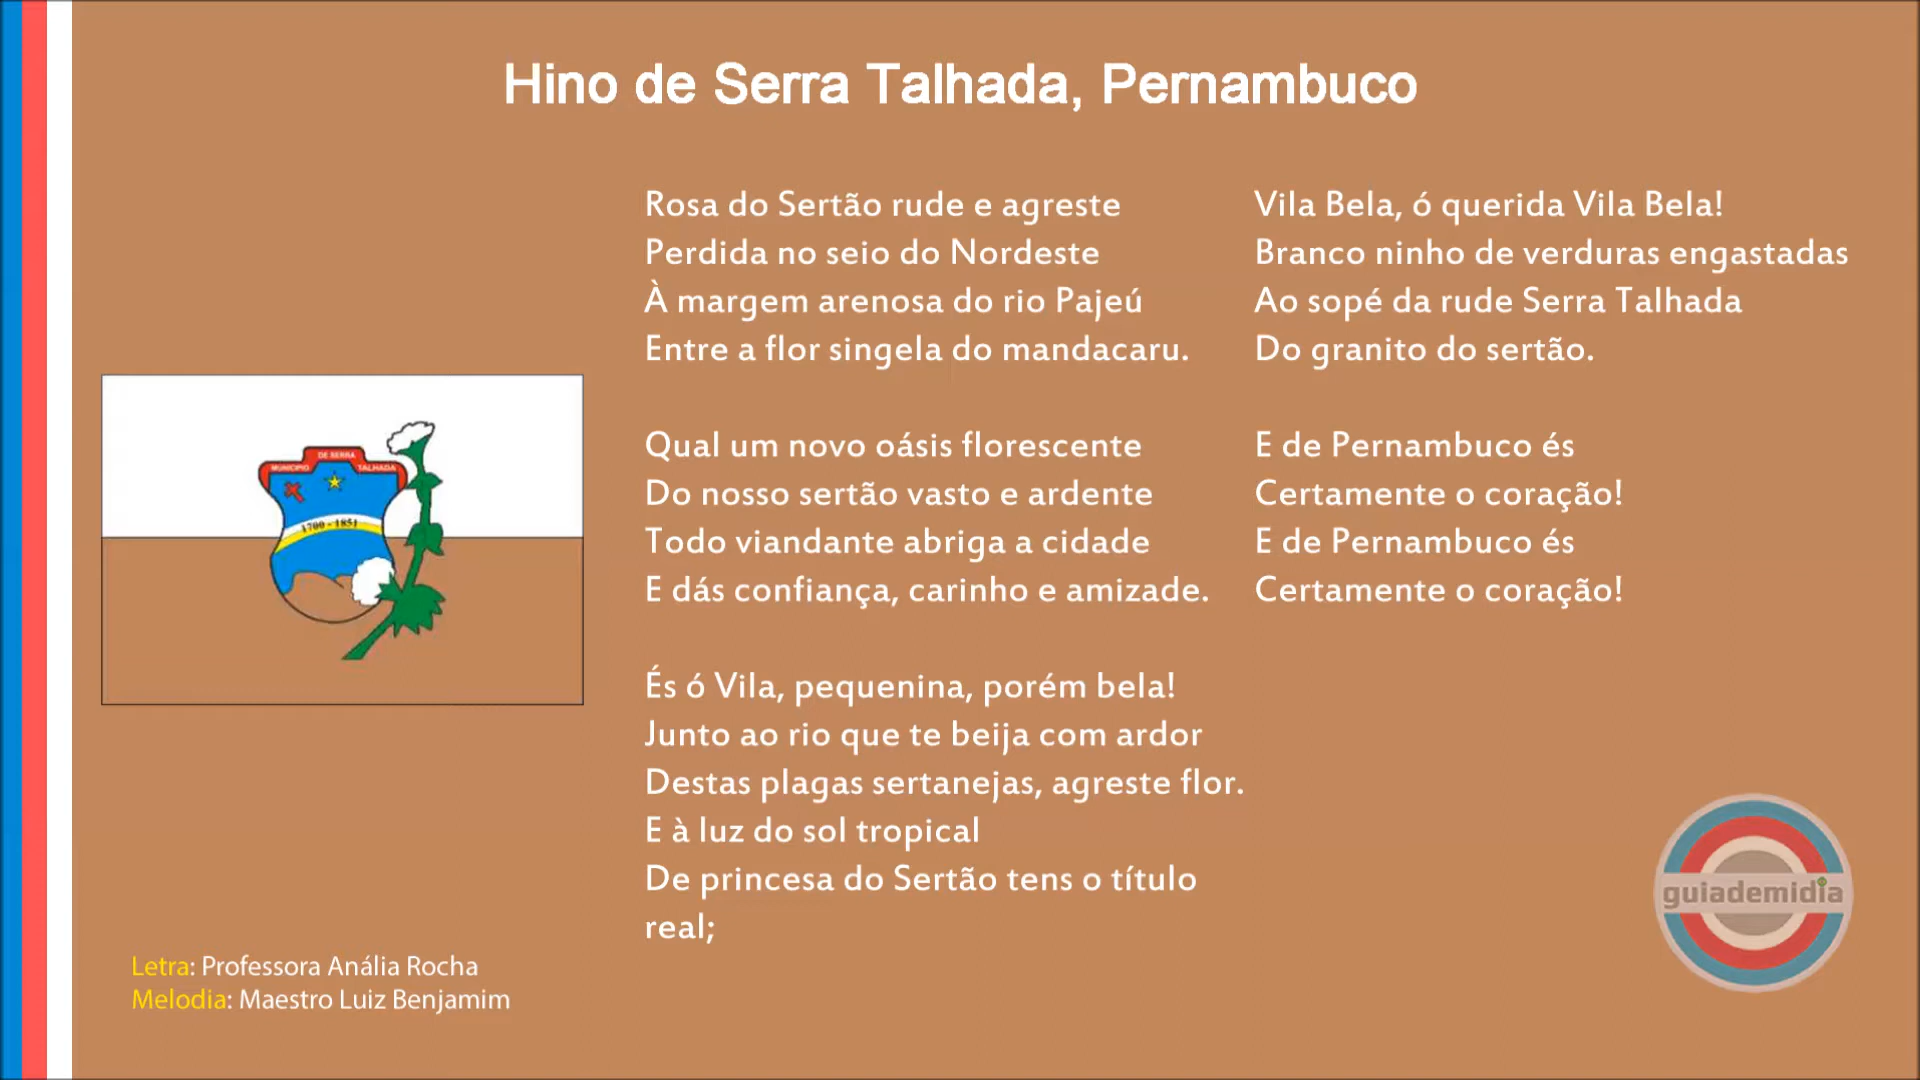 Hino de Serra Talhada, Pernambuco
Rosa do Sertão rude e agreste
Perdida no seio do Nordeste
À margem arenosa do rio Pajeú
Entre a flor singela do mandacaru.
Qual um novo oásis florescente
Do nosso sertão vasto e ardente
Todo viandante abriga a cidade
E dás confiança, carinho e amizade.
És ó Vila, pequenina, porém bela!
Junto ao rio que te beija com ardor
Destas plagas sertanejas, agreste flor.
E à luz do sol tropical
De princesa do Sertão tens o título
real;
Vila Bela, ó querida Vila Bela!
Branco ninho de verduras engastadas
Ao sopé da rude Serra Talhada
Do granito do sertão.
E de Pernambuco és
Certamente o coração!
E de Pernambuco és
Certamente o coração!
MUNICIPIO DE SERRA TALHADA
1700 - 1851
Letra: Professora Anália Rocha
Melodia: Maestro Luiz Benjamim
guiademidia